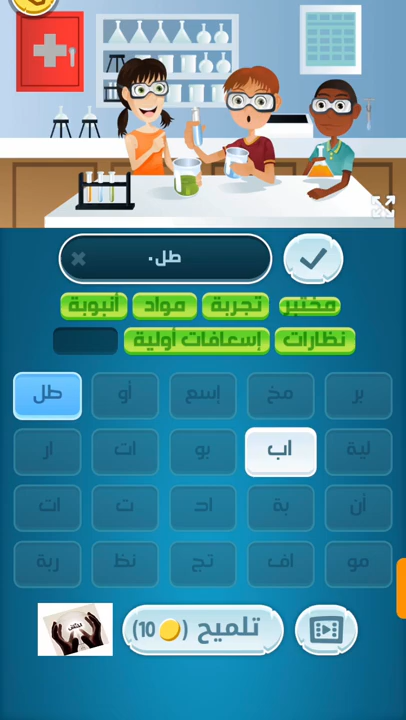 طل.
مختبر تجربة مواد أنبوبة
نظارات إسعافات أولية
بر مخ إسع أو طل
لية اب بو ات ار
أن بة اد ت ات
مو اف تج نظ ربة
تلميح (10)